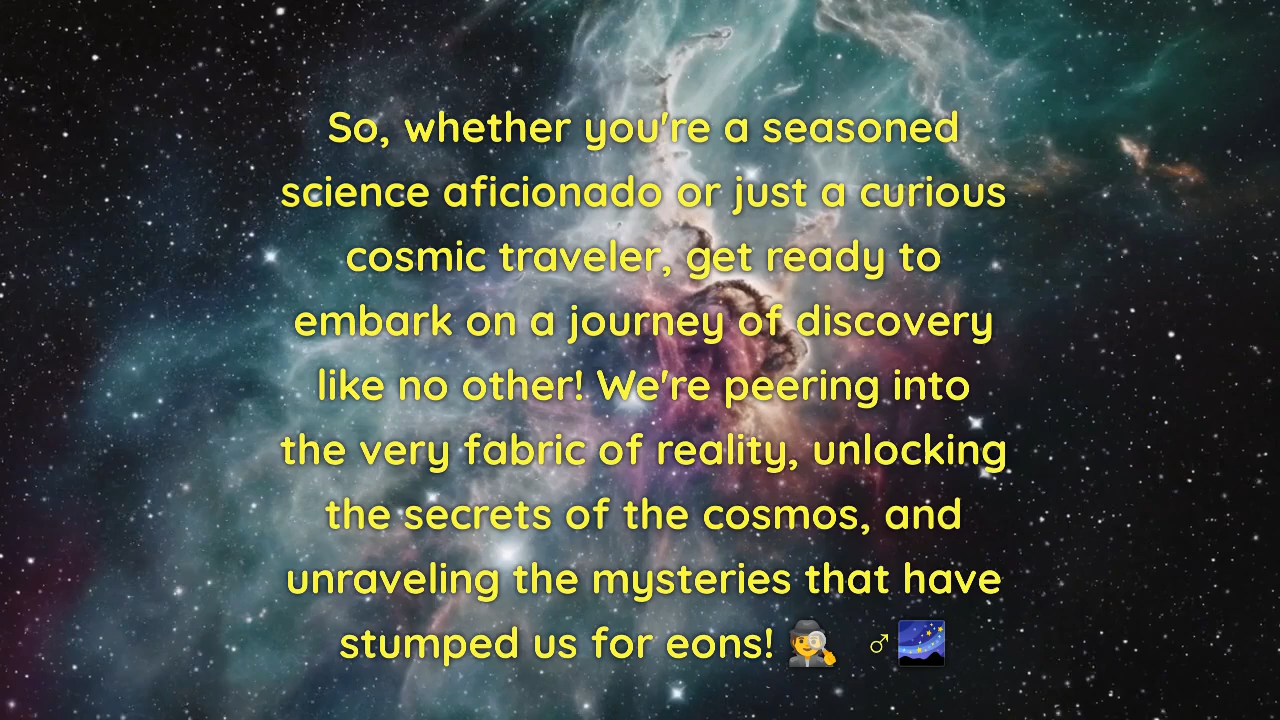 So, whether you're a seasoned
science aficionado or just a curious
cosmic traveler, get ready to
embark on a journey of discovery
like no other! We're peering into
the very fabric of reality, unlocking
the secrets of the cosmos, and
unraveling the mysteries that have
stumped us for eons! 🕵️ ♂🌌